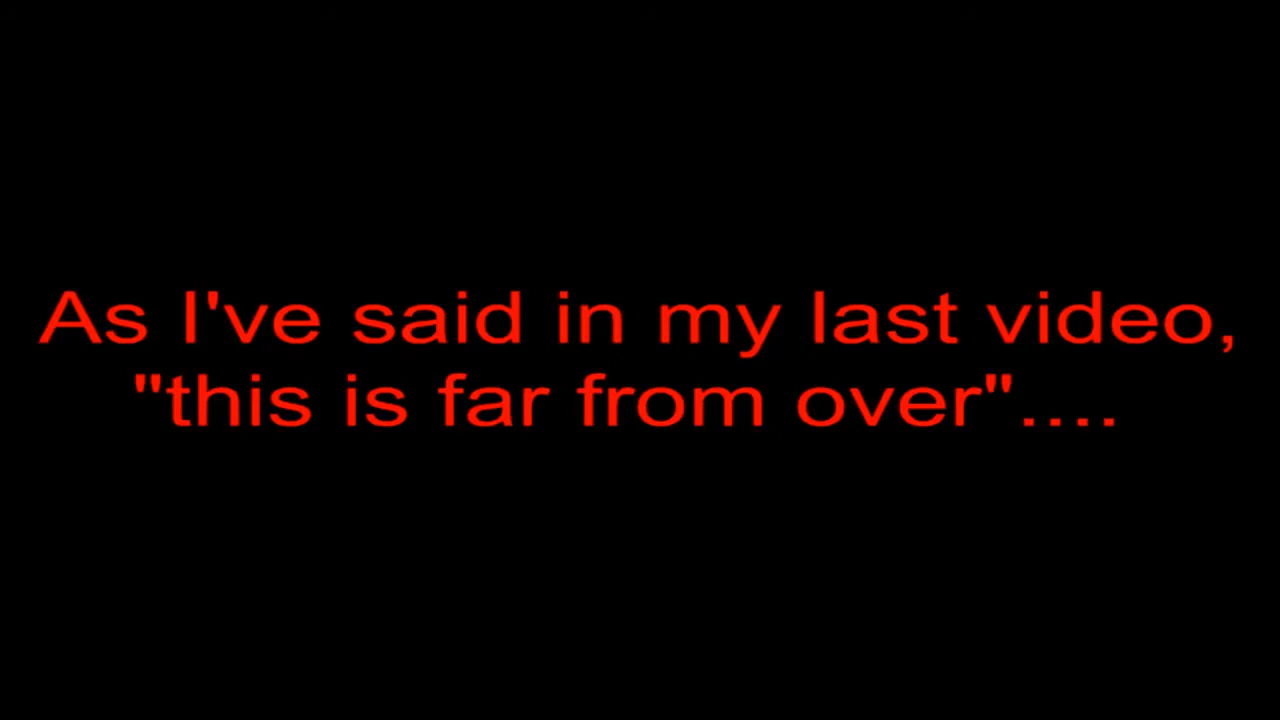 As I've said in my last video,
"this is far from over"....